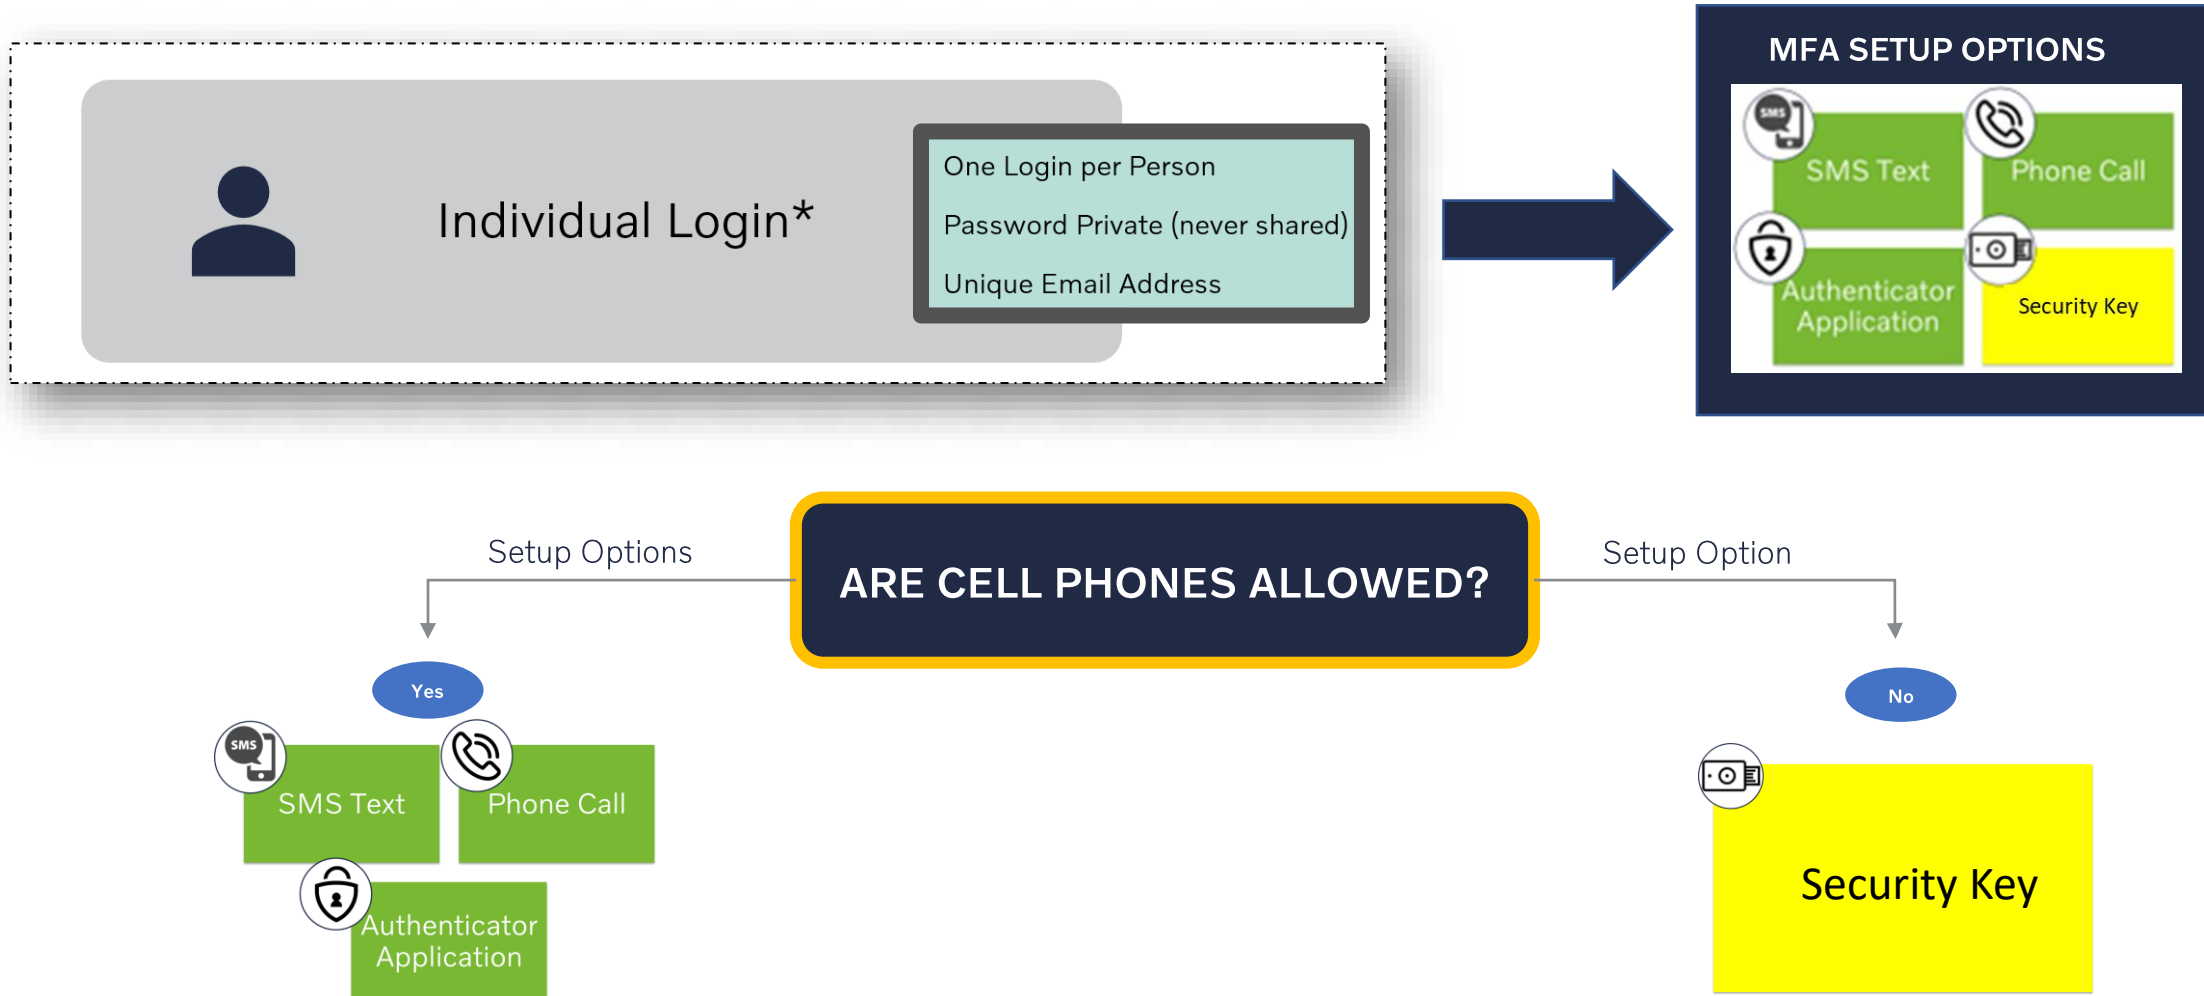 MFA SETUP OPTIONS
Individual Login*
One Login per Person
Password Private (never shared)
Unique Email Address
SMS
SMS Text
Phone Call
Authenticator
Application
Security Key
ARE CELL PHONES ALLOWED?
Setup Options
Setup Option
Yes
No
SMS
SMS Text
Phone Call
Authenticator
Application
Security Key